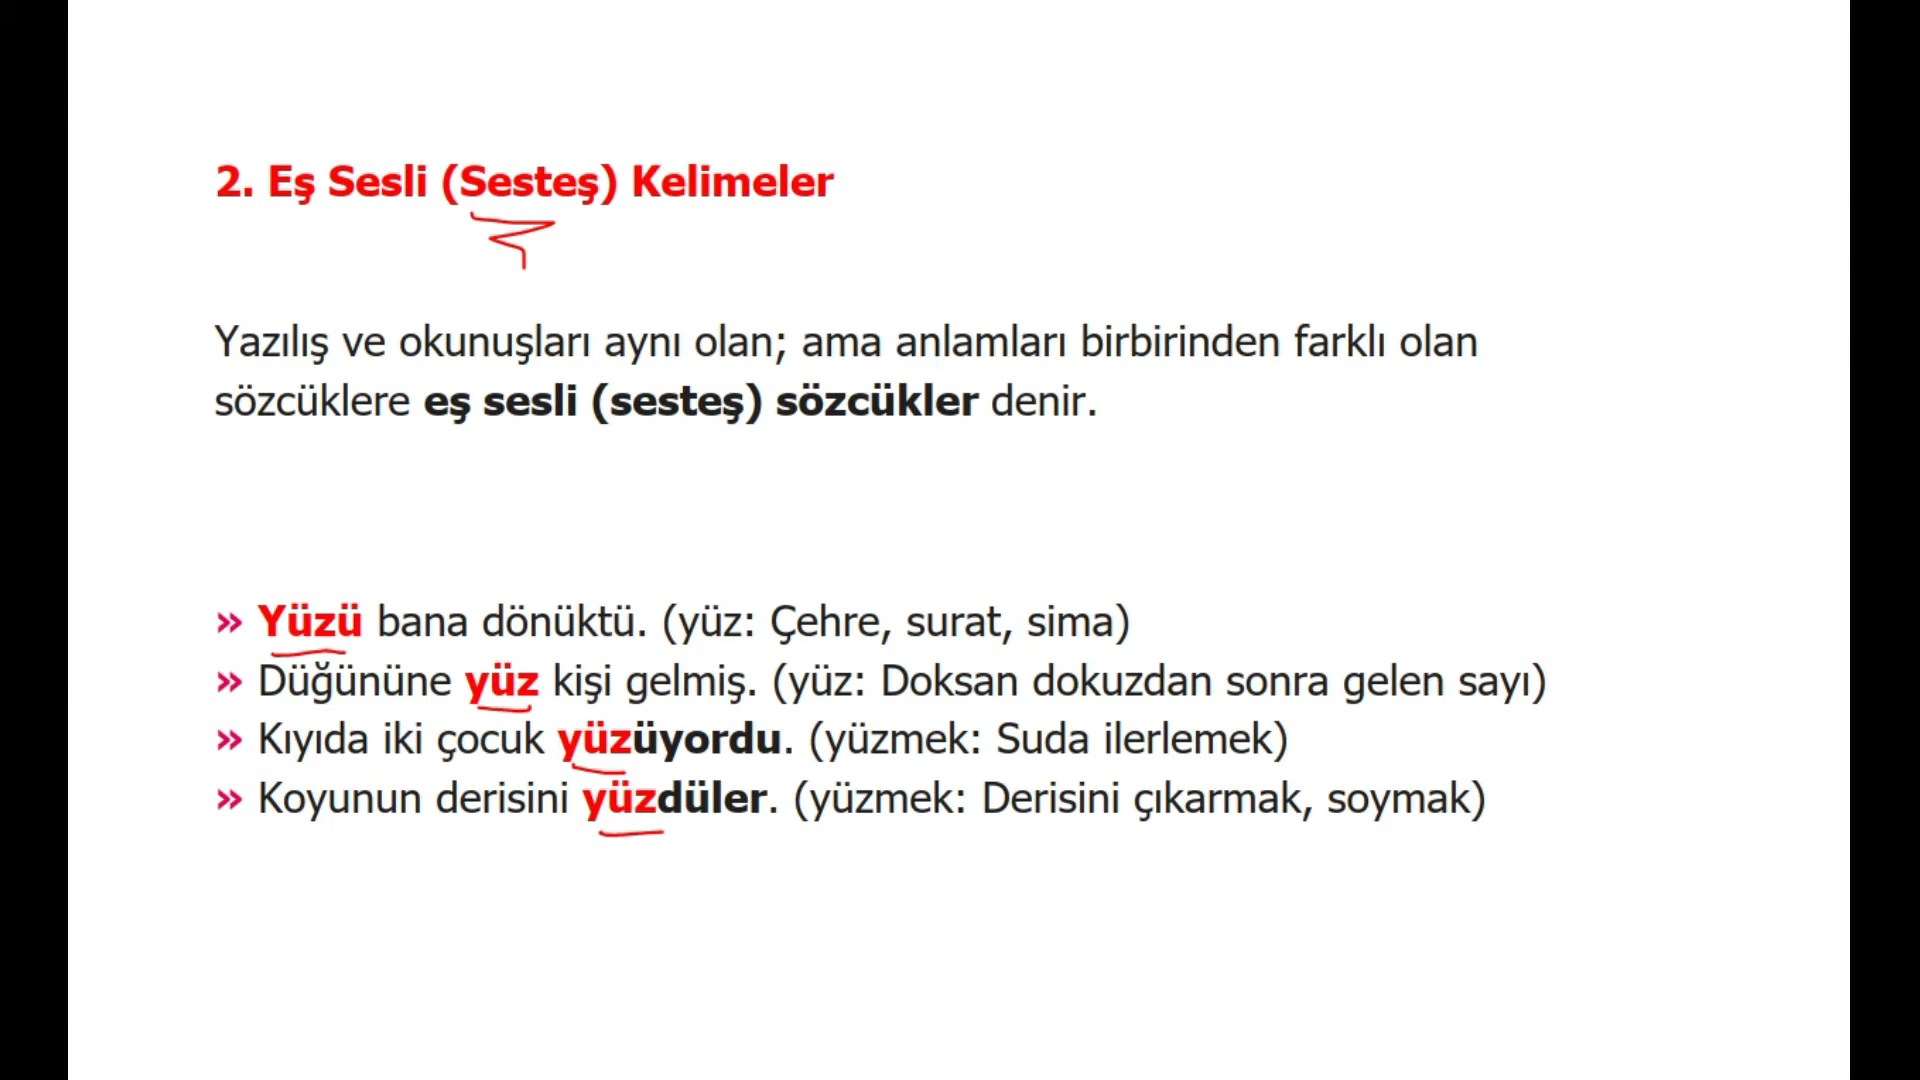 2. Eş Sesli (Sesteş) Kelimeler
Yazılış ve okunuşları aynı olan; ama anlamları birbirinden farklı olan
sözcüklere eş sesli (sesteş) sözcükler denir.
» Yüzü bana dönüktü. (yüz: Çehre, surat, sima)
» Düğününe yüz kişi gelmiş. (yüz: Doksan dokuzdan sonra gelen sayı)
» Kıyıda iki çocuk yüzüyordu. (yüzmek: Suda ilerlemek)
» Koyunun derisini yüzdüler. (yüzmek: Derisini çıkarmak, soymak)